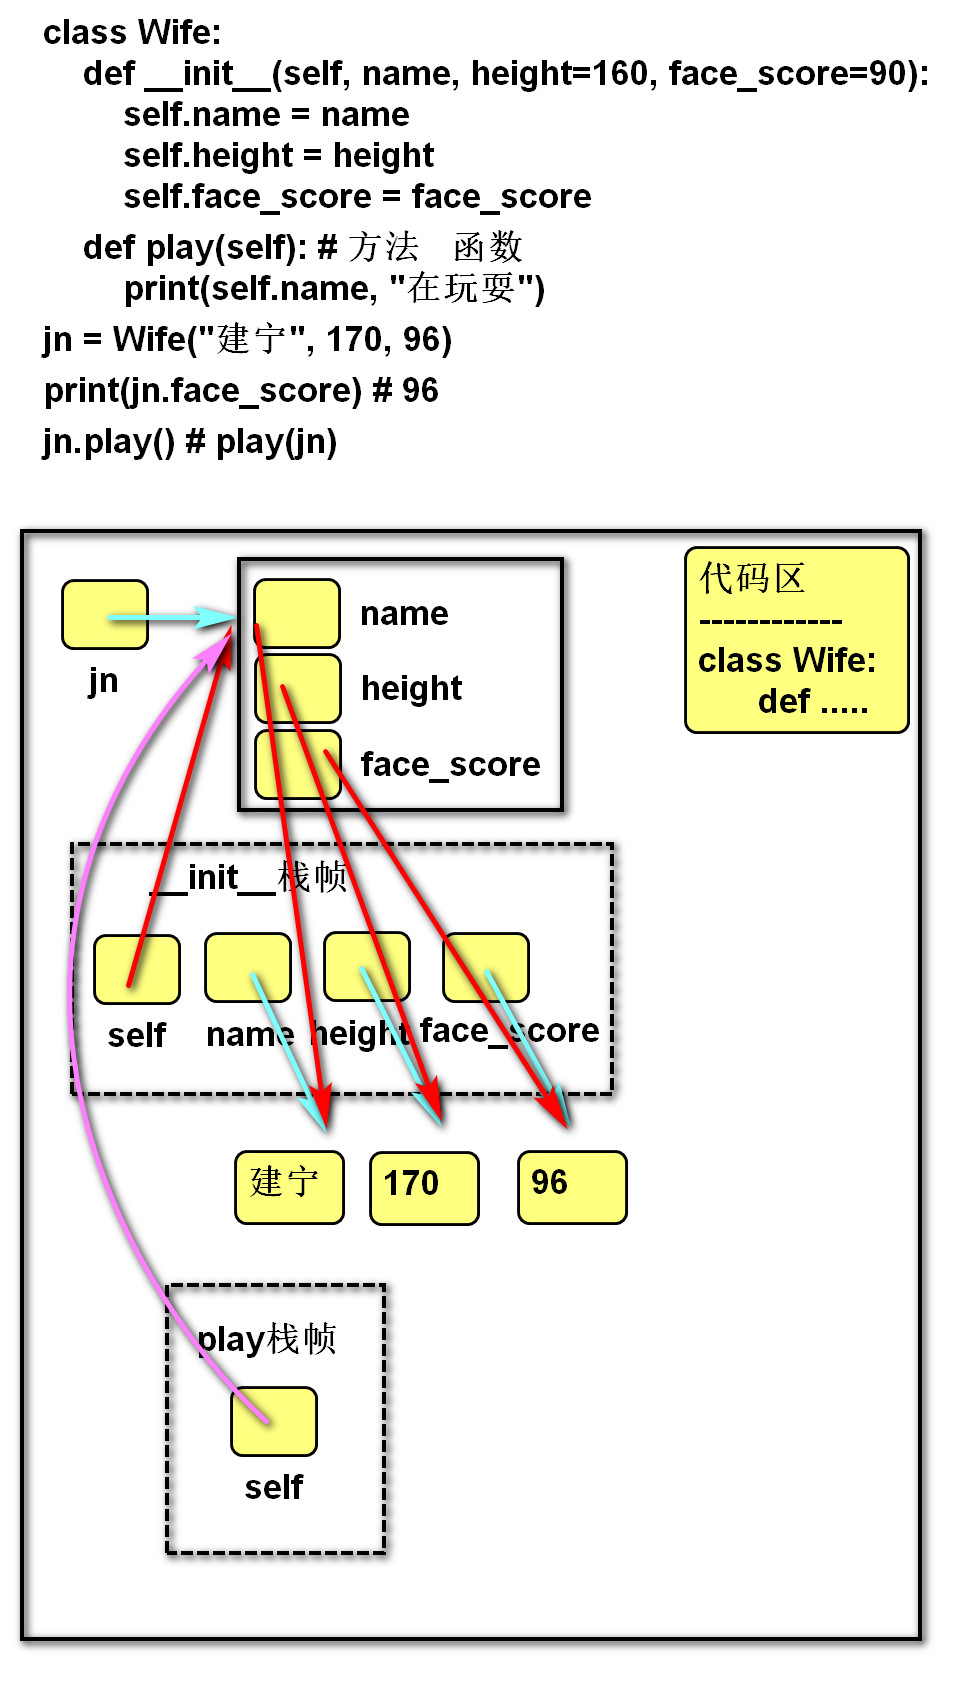 class Wife:
def __init__(self, name, height=160, face_score=90):
self.name = name
self.height = height
self.face_score = face_score
def play(self): # 方法 函数
print(self.name, "在玩耍")
jn = Wife("建宁", 170, 96)
print(jn.face_score) # 96
jn.play() # play(jn)
jn
name
height
face_score
代码区
------------
class Wife:
def .....
__init__栈帧
self
name
height
face_score
建宁
170
96
play栈帧
self